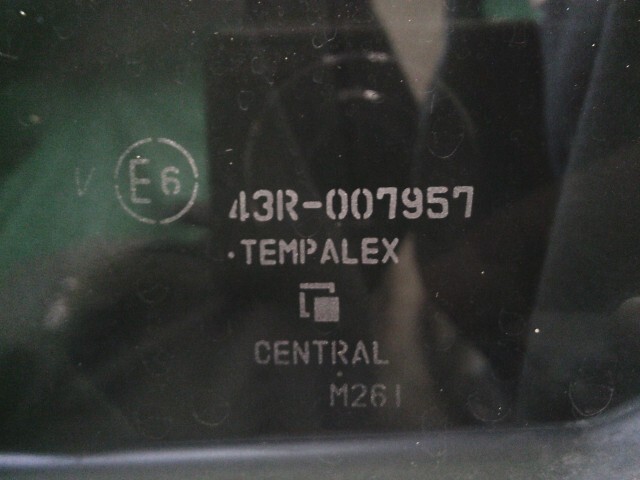 V E6
43R-007957
.TEMPALEX
CENTRAL
M261